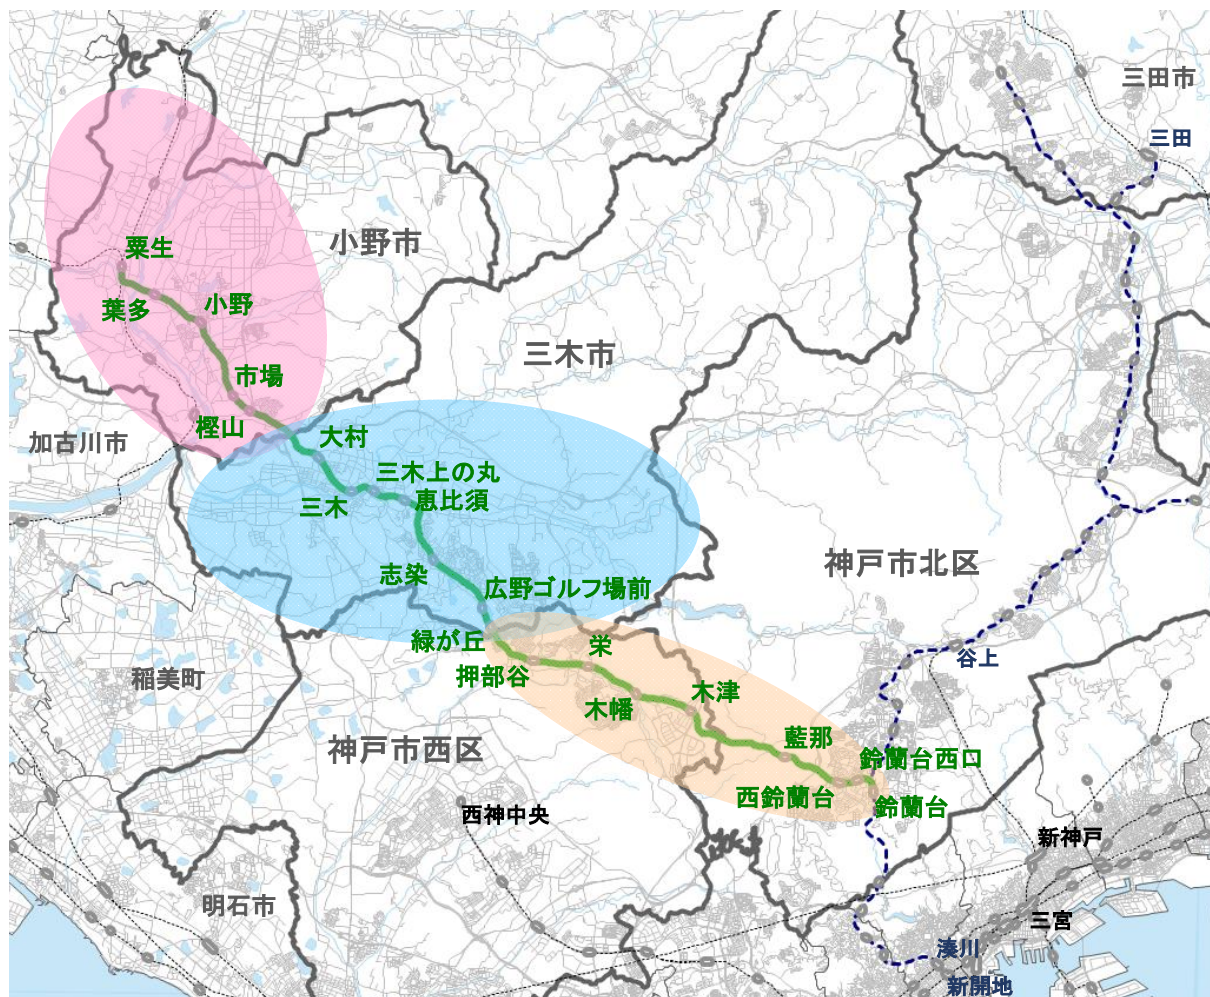 三田市
三田
粟生
小野市
葉多
小野
三木市
市場
樫山
加古川市
大村
三木上の丸
恵比須
三木
志染
広野ゴルフ場前
神戸市北区
緑が丘
栄
谷上
押部谷
稲美町
木幡
木津
神戸市西区
藍那
鈴蘭台西口
西鈴蘭台
鈴蘭台
西神中央
新神戸
明石市
三宮
湊川
新開地